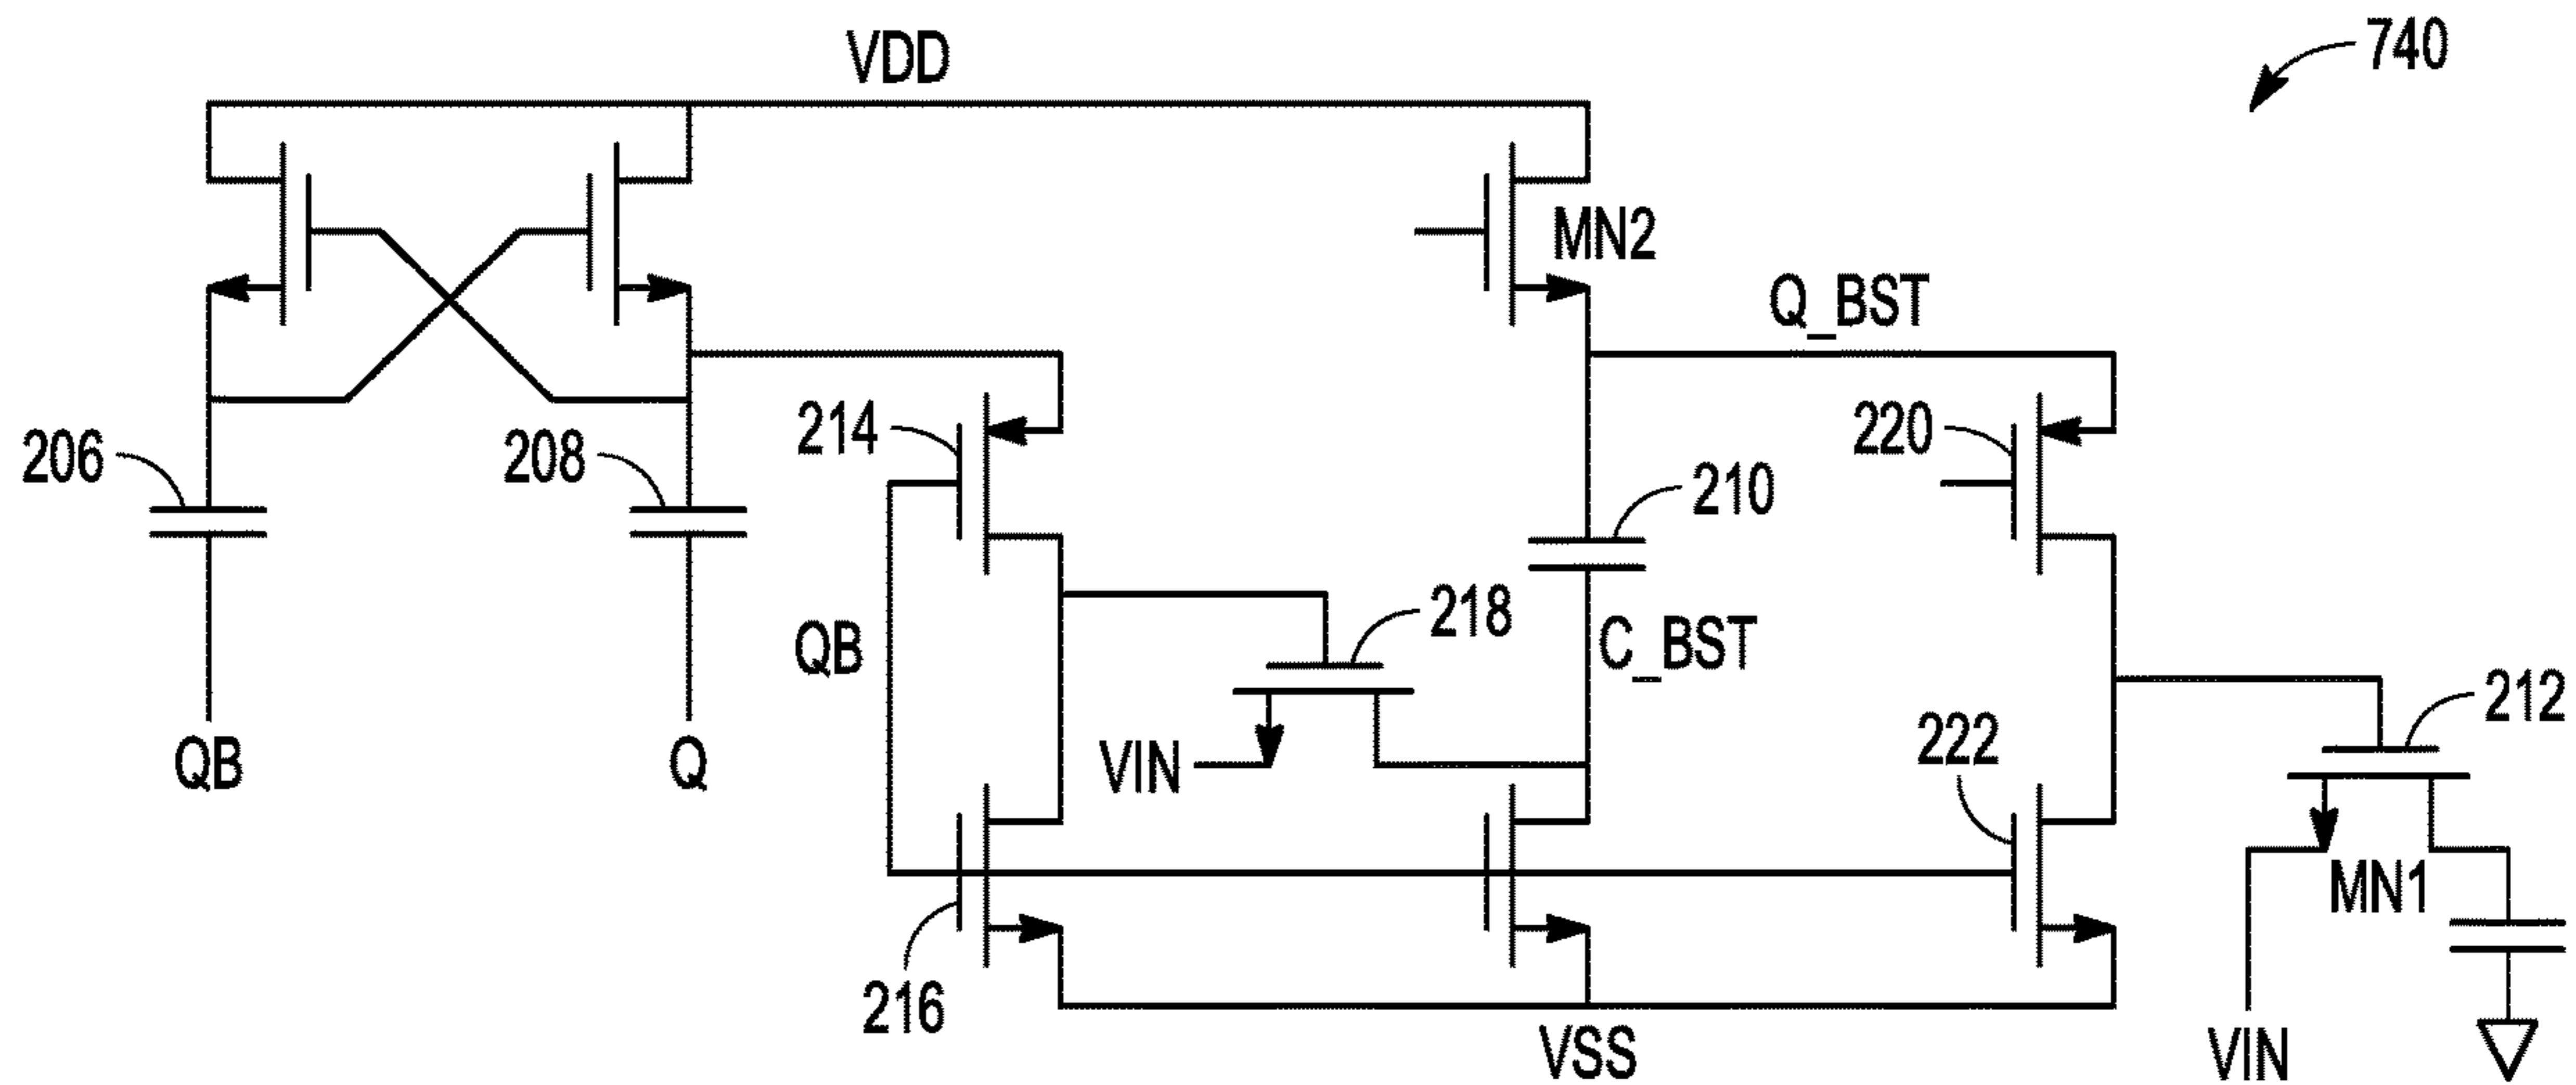 740
VDD
MN2
Q_BST
206
208
214
220
210
QB
218
C_BST
212
222
VIN
QB
Q
MN1
216
VSS
VIN